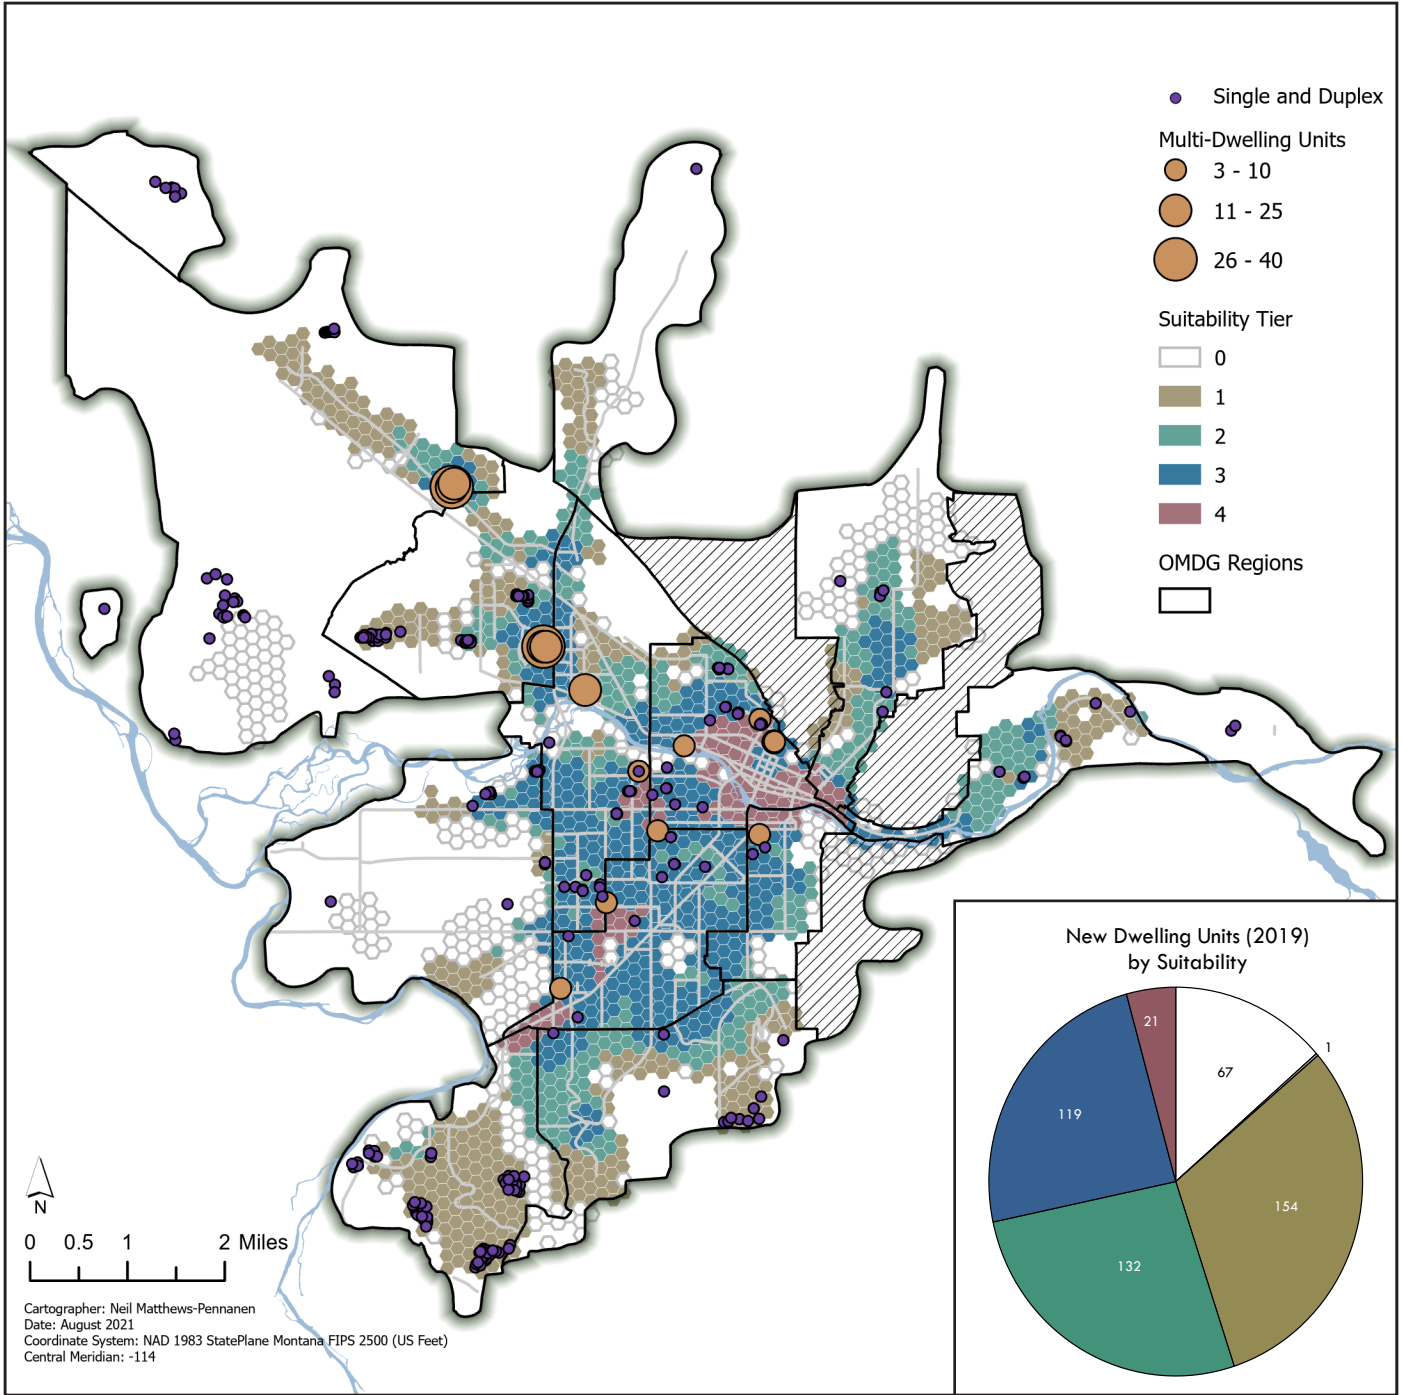 Single and Duplex
Multi-Dwelling Units
3 - 10
11 - 25
26 - 40
Suitability Tier
0
1
2
3
4
OMDG Regions
New Dwelling Units (2019)
by Suitability
21
67
1
119
154
132
N
0 0.5 1 2 Miles
Cartographer: Neil Matthews-Pennanen
Date: August 2021
Coordinate System: NAD 1983 StatePlane Montana FIPS 2500 (US Feet)
Central Meridian: -114